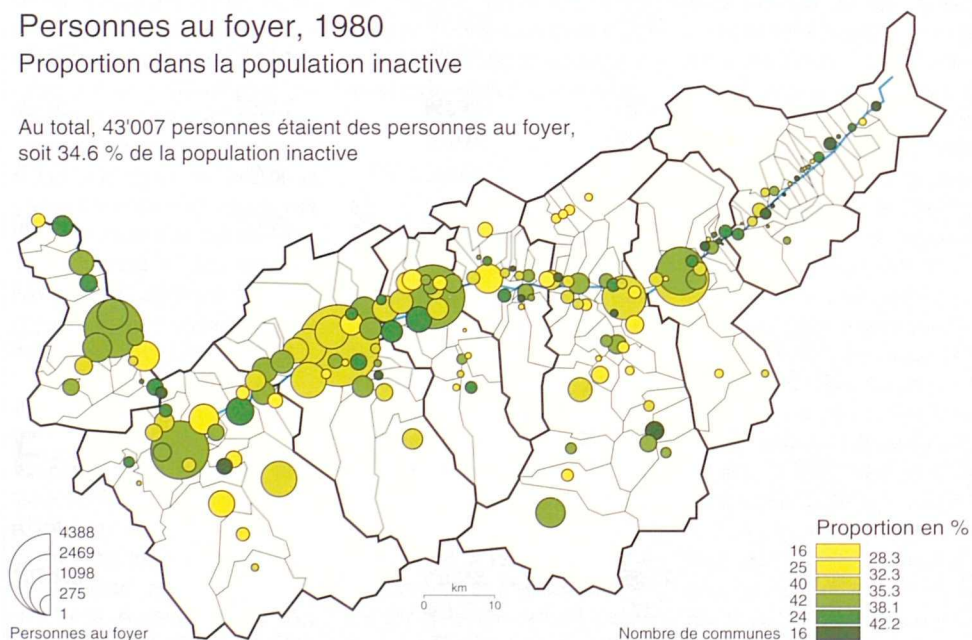 Personnes au foyer, 1980
Proportion dans la population inactive
Au total, 43'007 personnes étaient des personnes au foyer,
soit 34.6 % de la population inactive
4388
2469
1098
275
1
Personnes au foyer
km
0 10
Proportion en %
16
28.3
25
32.3
40
35.3
42
38.1
24
42.2
Nombre de communes 16